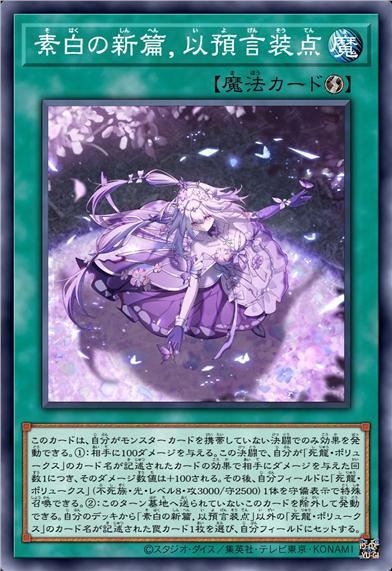 素白の新篇,以預言装点 魔
【魔法カード】
このカードは、自分がモンスターカードを携帯していない決闘でのみ効果を発
動できる。①:相手に100ダメージを与える。この決闘で、自分が「死龍・ポリュー
クス」のカード名が記述されたカードの効果で相手にダメージを与えた回
数1につき、そのダメージ数値は+100される。その後、自分フィールドに「死龍・
ボリュクス」(不死族・光・レベル8・攻3000/守2500)1体を守備表示で特殊
召喚できる。②:このターン墓地へ送られていないこのカードを除外して発動
できる。自分のデッキから「素白の新篇,以預言装点」以外の「死龍・ポリューク
ス」のカード名が記述された罠カード1枚を選び、自分フィールドにセットする。
©スタジオ・ダイス/集英社・テレビ東京・KONAMI